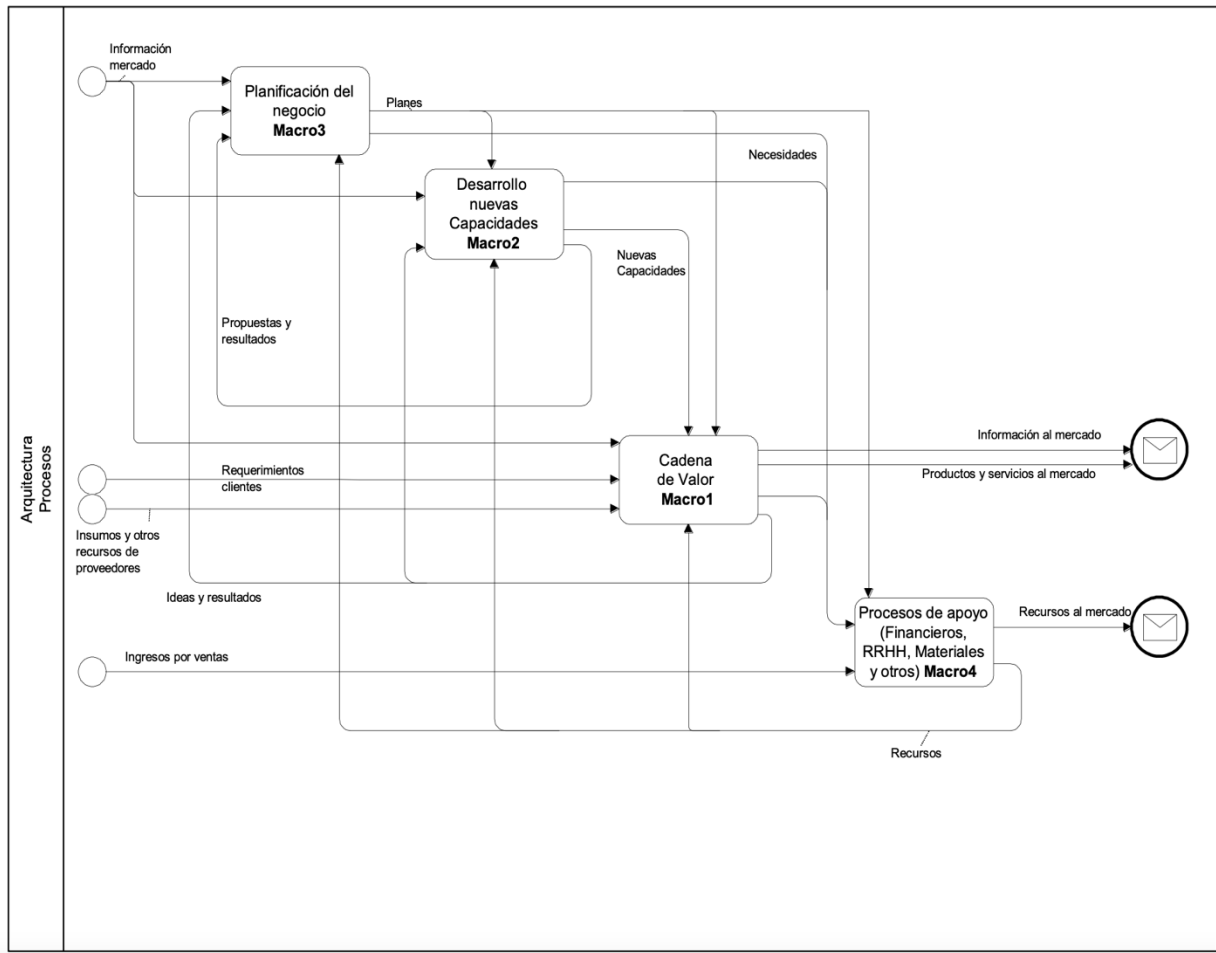 Arquitectura
Procesos
Información
mercado
Planificación del
negocio
Macro3
Planes
Necesidades
Desarrollo
nuevas
Capacidades
Macro2
Nuevas
Capacidades
Propuestas y
resultados
Cadena
de Valor
Macro1
Información al mercado
Productos y servicios al mercado
Requerimientos
clientes
Insumos y otros
recursos de
proveedores
Ideas y resultados
Procesos de apoyo
(Financieros,
RRHH, Materiales
y otros) Macro4
Recursos al mercado
Ingresos por ventas
Recursos